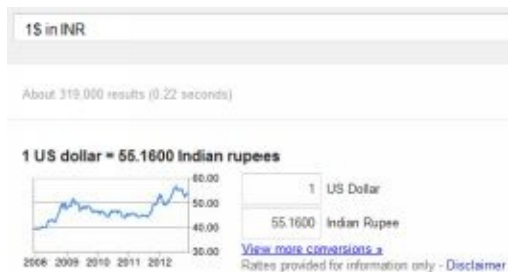 1$ in INR
About 319,000 results (0.22 seconds)
1 US dollar = 55.1600 Indian rupees
60.00
50.00
40.00
30.00
2008 2009 2010 2011 2012
1 US Dollar
55.1600 Indian Rupee
View more conversions »
Rates provided for information only - Disclaimer